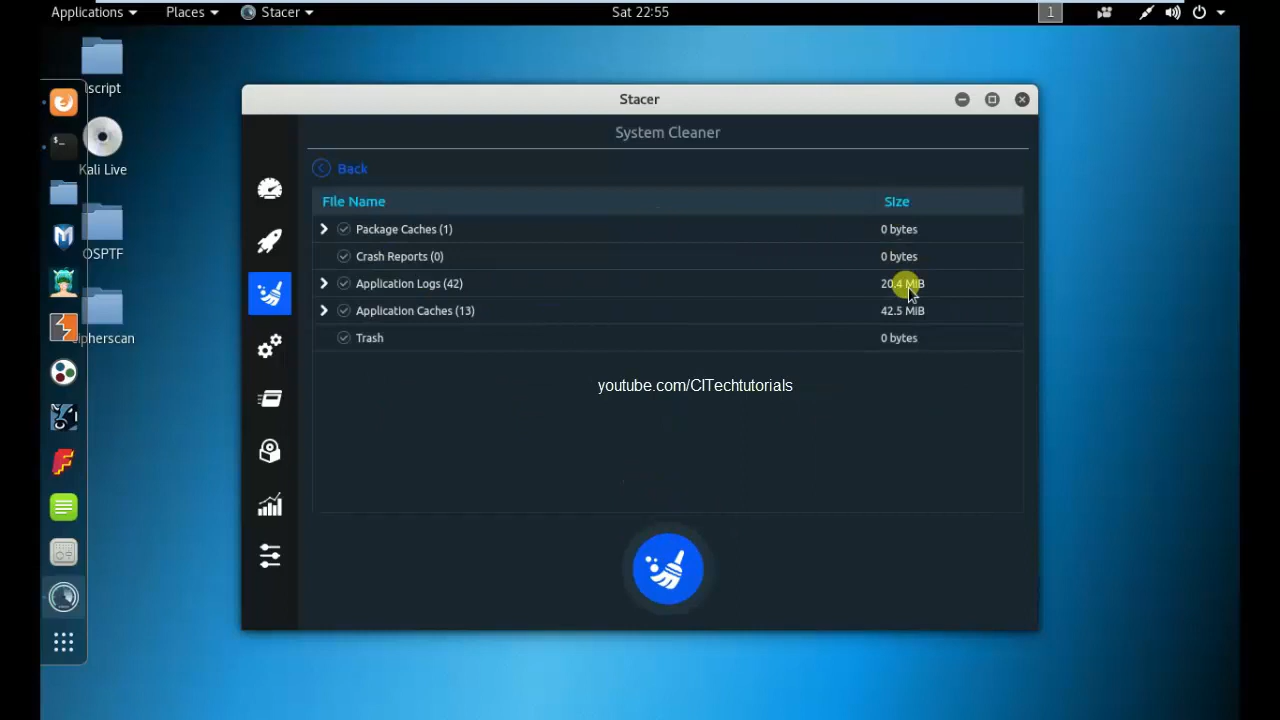 Applications Places Stacer Sat 22:55 1
lscript
Kali Live
OSPTF
cipherscan
Stacer
System Cleaner
Back
File Name Size
Package Caches (1) 0 bytes
Crash Reports (0) 0 bytes
Application Logs (42) 20.4 MiB
Application Caches (13) 42.5 MiB
Trash 0 bytes
youtube.com/CITechtutorials